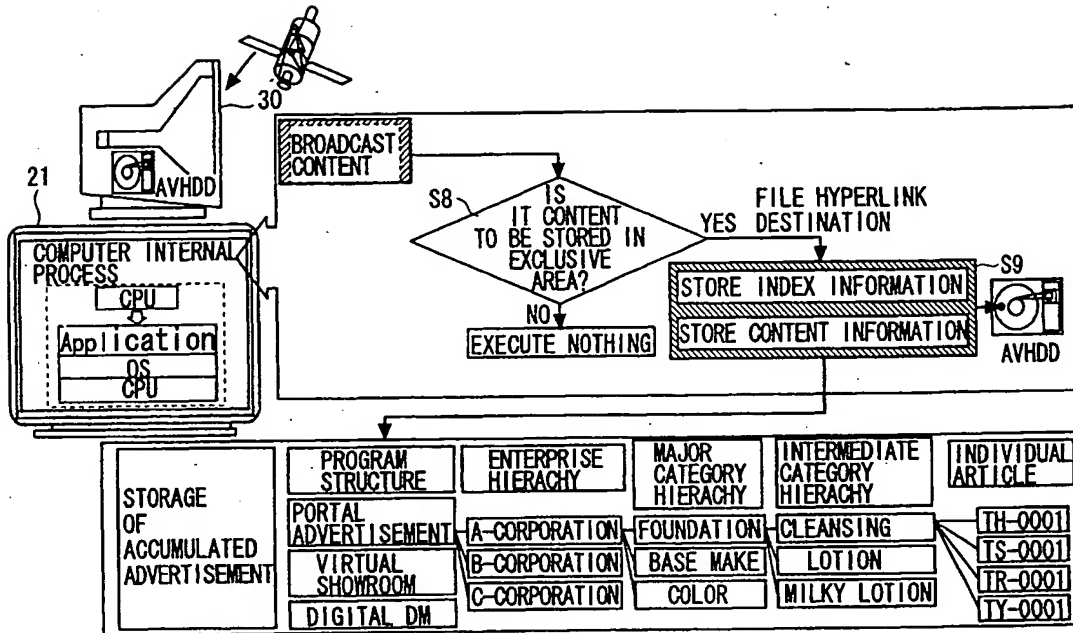 30
AVHDD
21
COMPUTER INTERNAL
PROCESS
CPU
Application
OS
CPU
BROADCAST
CONTENT
S8
IS
IT CONTENT
TO BE STORED IN
EXCLUSIVE
AREA?
YES
FILE HYPERLINK
DESTINATION
NO
EXECUTE NOTHING
S9
STORE INDEX INFORMATION
STORE CONTENT INFORMATION
AVHDD
STORAGE
OF
ACCUMULATED
ADVERTISEMENT
PROGRAM
STRUCTURE
PORTAL
ADVERTISEMENT
VIRTUAL
SHOWROOM
DIGITAL DM
ENTERPRISE
HIERACHY
A-CORPORATION
B-CORPORATION
C-CORPORATION
MAJOR
CATEGORY
HIERACHY
FOUNDATION
BASE MAKE
COLOR
INTERMEDIATE
CATEGORY
HIERACHY
CLEANSING
LOTION
MILKY LOTION
INDIVIDUAL
ARTICLE
TH-0001
TS-0001
TR-0001
TY-0001